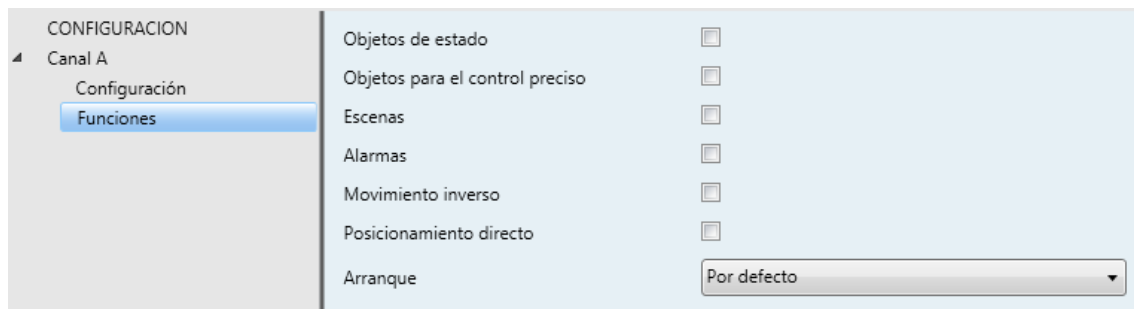 CONFIGURACION
Canal A
Configuración
Funciones
Objetos de estado
Objetos para el control preciso
Escenas
Alarmas
Movimiento inverso
Posicionamiento directo
Arranque Por defecto